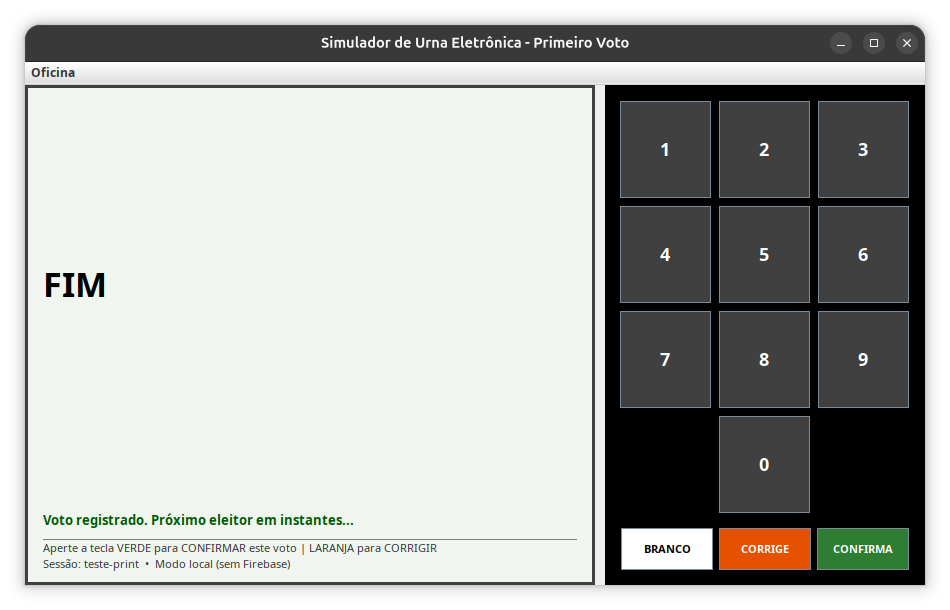 Simulador de Urna Eletrônica - Primeiro Voto
Oficina
FIM
Voto registrado. Próximo eleitor em instantes...
Aperte a tecla VERDE para CONFIRMAR este voto | LARANJA para CORRIGIR
Sessão: teste-print • Modo local (sem Firebase)
1 2 3
4 5 6
7 8 9
0
BRANCO CORRIGE CONFIRMA